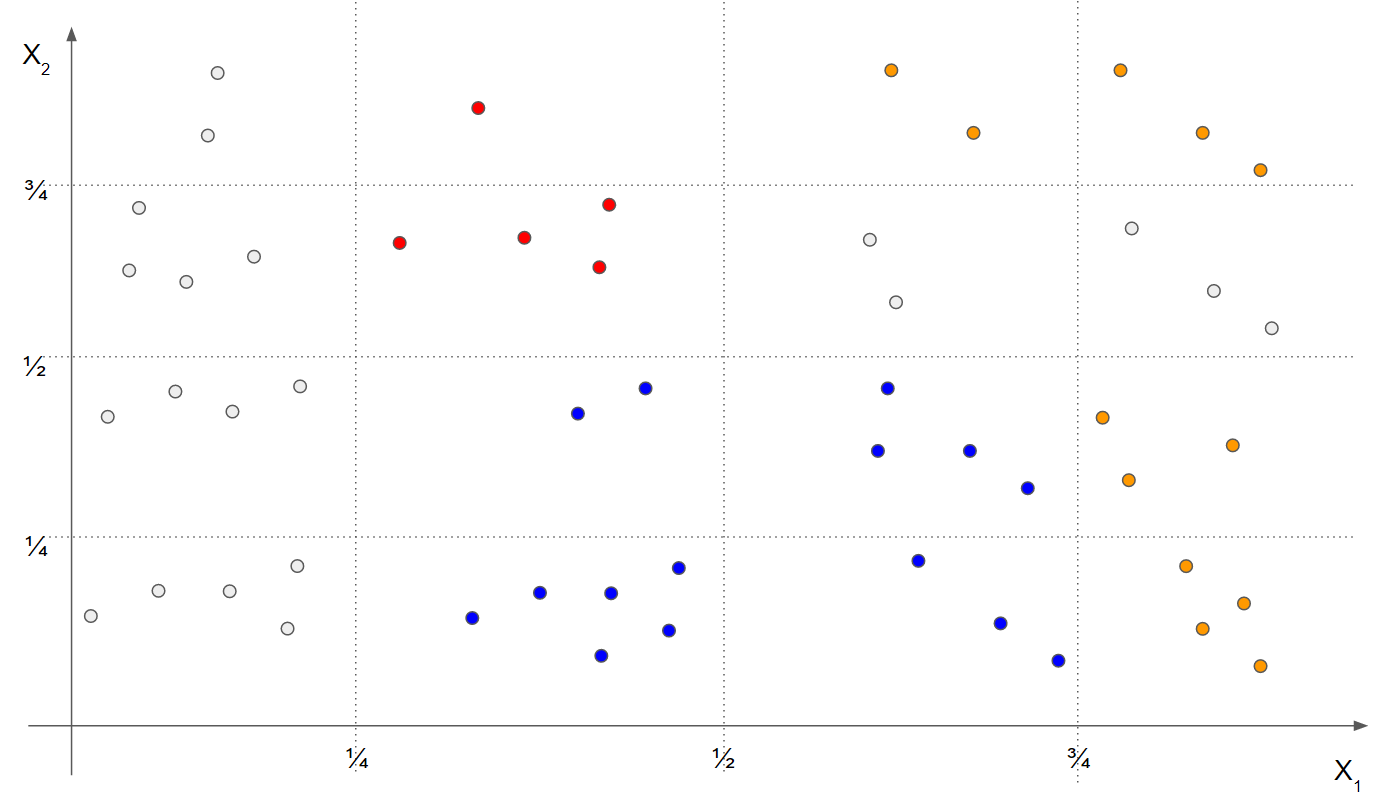 X₂
¾
½
¼
¼ ½ ¾
X₁